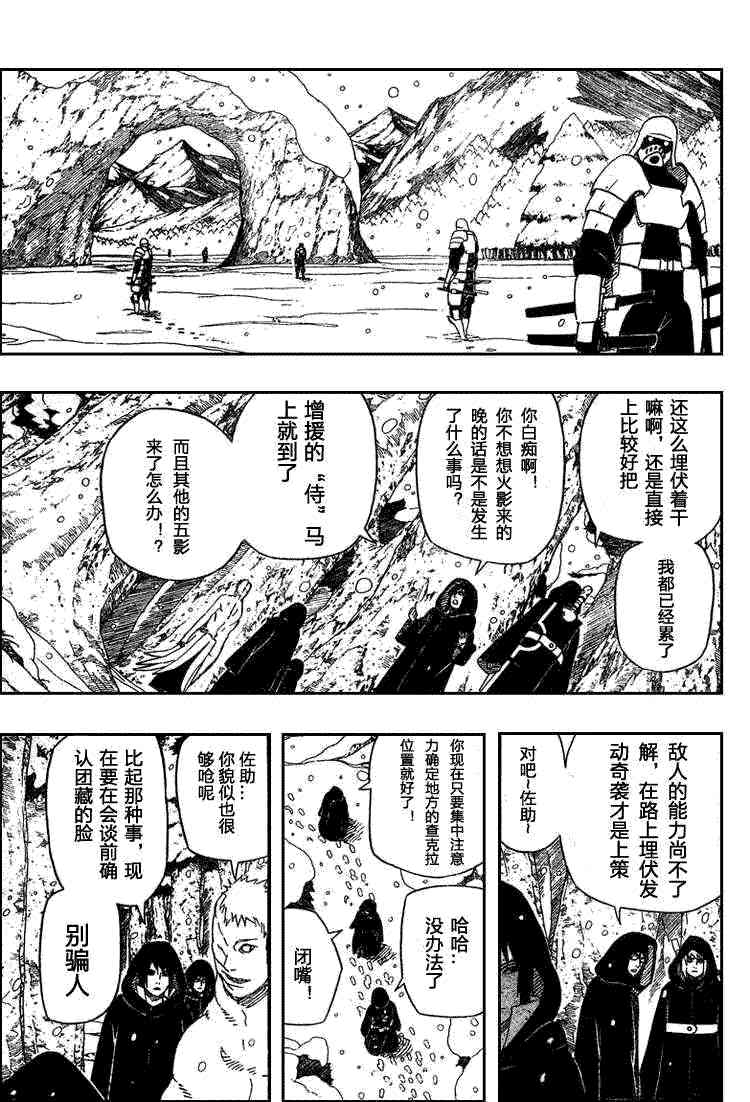 还这么埋伏着干
嘛啊，还是直接
上比较好把
我都已经累了
你白痴啊！
你不想想火影来的
晚的话是不是发生
了什么事吗？
增援的“侍”马
上就到了
而且其他的五影
来了怎么办！？
敌人的能力尚不了
解，在路上埋伏发
动奇袭才是上策
对吧~佐助~
你现在只要集中注意
力确定地方的查克拉
位置就好了！
哈哈…
没办法了
闭嘴！
佐助…
你貌似也很
够呛呢
比起那种事，现
在要在会谈前确
认团藏的脸
别骗人